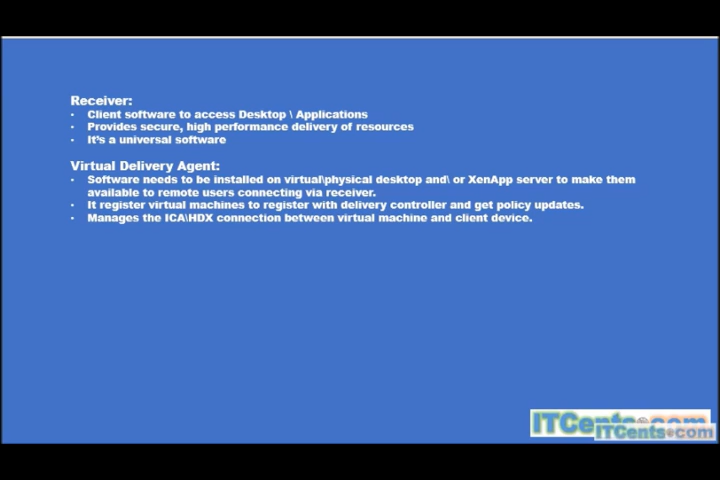 Receiver:
• Client software to access Desktop \ Applications
• Provides secure, high performance delivery of resources
• It's a universal software
Virtual Delivery Agent:
• Software needs to be installed on virtual\physical desktop and\ or XenApp server to make them
available to remote users connecting via receiver.
• It register virtual machines to register with delivery controller and get policy updates.
• Manages the ICA\HDX connection between virtual machine and client device.
ITCents.com
ITCents.com